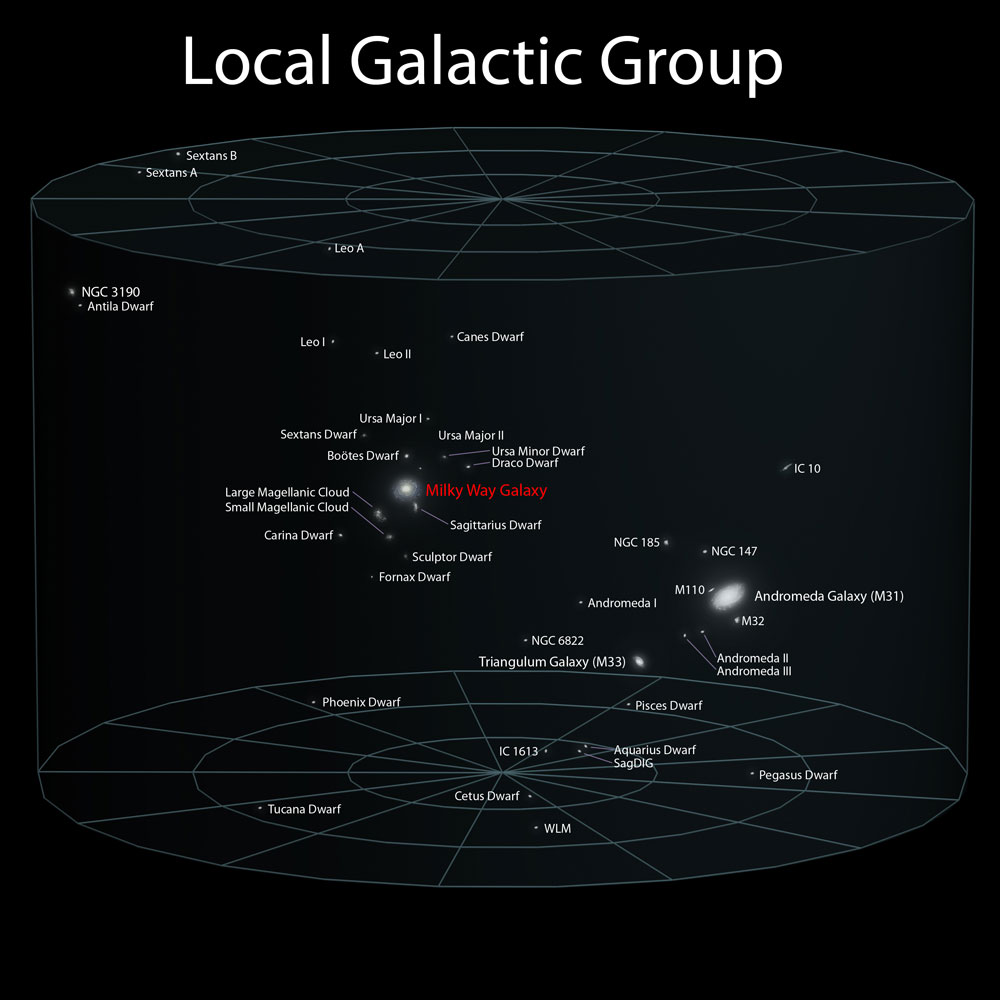 Local Galactic Group
Sextans B
Sextans A
Leo A
NGC 3190
Antila Dwarf
Canes Dwarf
Leo I
Leo II
Ursa Major I
Sextans Dwarf
Ursa Major II
Ursa Minor Dwarf
Boötes Dwarf
Draco Dwarf
IC 10
Milky Way Galaxy
Large Magellanic Cloud
Small Magellanic Cloud
Sagittarius Dwarf
Carina Dwarf
NGC 185
NGC 147
Sculptor Dwarf
Fornax Dwarf
M110
Andromeda Galaxy (M31)
Andromeda I
M32
NGC 6822
Triangulum Galaxy (M33)
Andromeda II
Andromeda III
Phoenix Dwarf
Pisces Dwarf
IC 1613
Aquarius Dwarf
SagDIG
Pegasus Dwarf
Cetus Dwarf
Tucana Dwarf
WLM